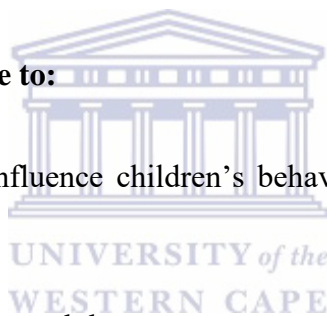 e to:
nfluence children's behav
UNIVERSITY of the
WESTERN CAPE